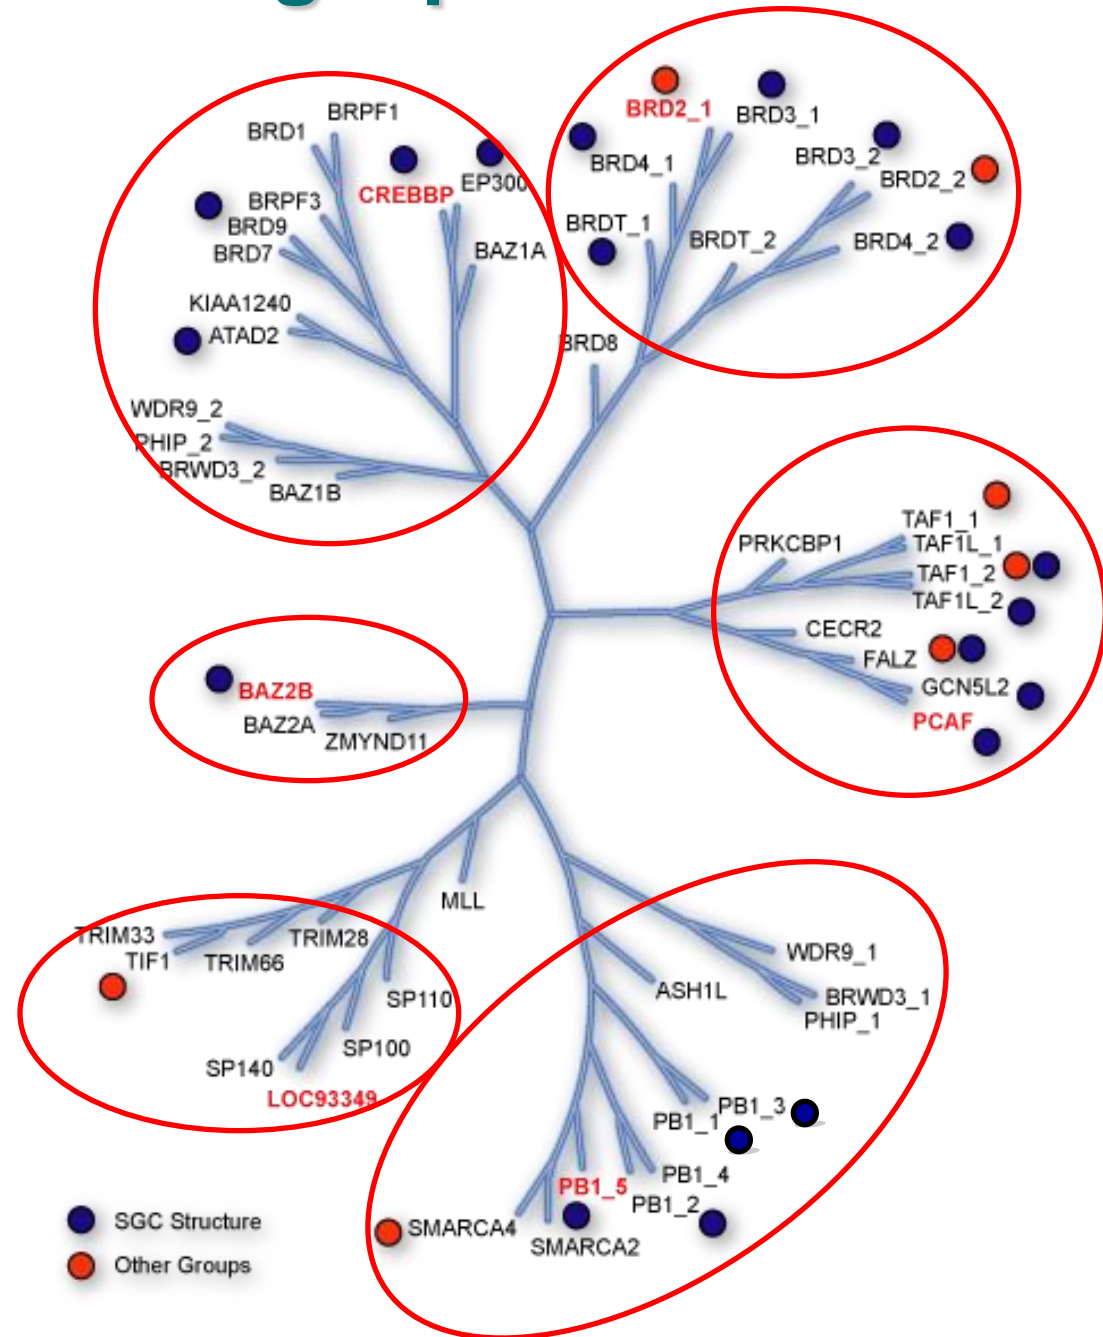 BRPF1
BRD1
CREBBP
EP300
BRPF3
BRD9
BRD7
BAZ1A
KIAA1240
ATAD2
WDR9_2
PHIP_2
BRWD3_2
BAZ1B
BRD2_1
BRD3_1
BRD4_1
BRD3_2
BRD2_2
BRDT_1
BRDT_2
BRD4_2
BRD8
PRKCBP1
TAF1_1
TAF1L_1
TAF1_2
TAF1L_2
CECR2
FALZ
GCN5L2
PCAF
BAZ2B
BAZ2A
ZMYND11
MLL
TRIM33
TIF1
TRIM66
TRIM28
SP110
SP100
SP140
LOC93349
WDR9_1
ASH1L
BRWD3_1
PHIP_1
PB1_3
PB1_1
PB1_4
PB1_5
PB1_2
SMARCA4
SMARCA2
SGC Structure
Other Groups